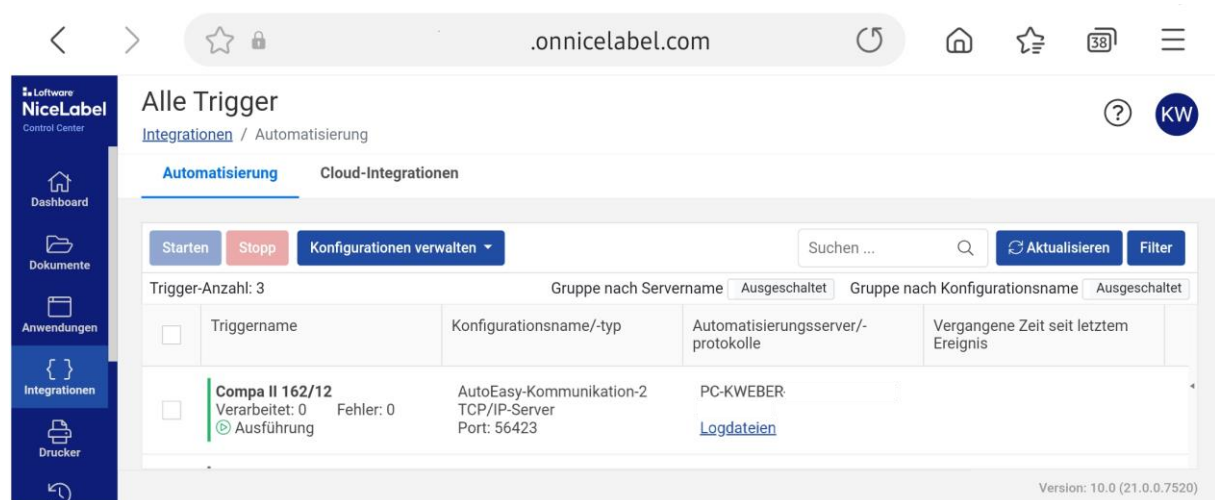 .onnicelabel.com
38
Loftware
NiceLabel
Control Center
Alle Trigger
?
KW
Integrationen / Automatisierung
Automatisierung
Cloud-Integrationen
Dashboard
Dokumente
Anwendungen
{ }
Integrationen
Drucker
Starten
Stopp
Konfigurationen verwalten
Suchen ...
Aktualisieren
Filter
Trigger-Anzahl: 3
Gruppe nach Servername
Ausgeschaltet
Gruppe nach Konfigurationsname
Ausgeschaltet
Triggername
Konfigurationsname/-typ
Automatisierungsserver/-
protokolle
Vergangene Zeit seit letztem
Ereignis
Compa II 162/12
Verarbeitet: 0 Fehler: 0
Ausführung
AutoEasy-Kommunikation-2
TCP/IP-Server
Port: 56423
PC-KWEBER-
Logdateien
Version: 10.0 (21.0.0.7520)